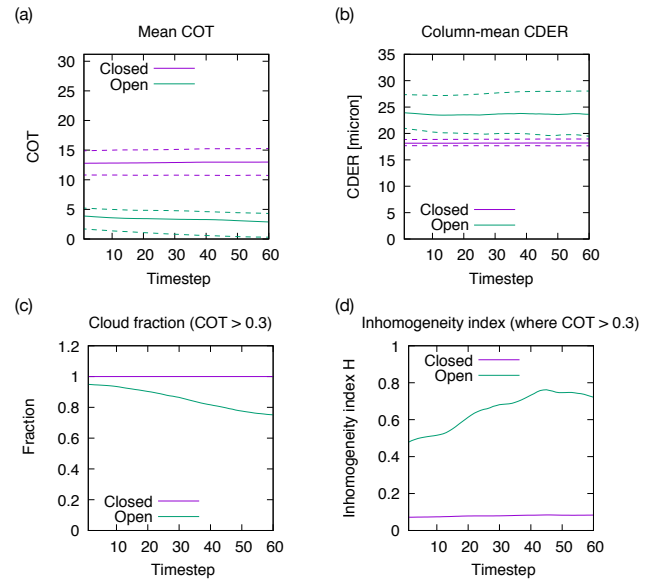 (a)
Mean COT
Closed
Open
30
25
20
15
10
5
0
COT
10 20 30 40 50 60
Timestep
(b)
Column-mean CDER
35
30
25
20
15
10
5
0
CDER [micron]
Closed
Open
10 20 30 40 50 60
Timestep
(c)
Cloud fraction (COT > 0.3)
1.2
1
0.8
0.6
0.4
0.2
0
Fraction
Closed
Open
10 20 30 40 50 60
Timestep
(d)
Inhomogeneity index (where COT > 0.3)
Closed
Open
1
0.8
0.6
0.4
0.2
0
Inhomogeneity index H
10 20 30 40 50 60
Timestep